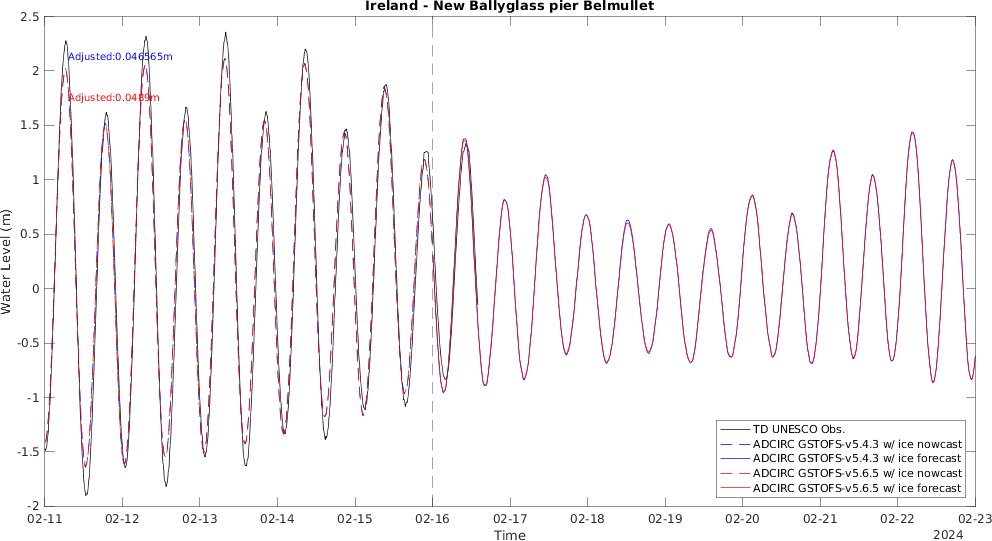 Ireland - New Ballyglass pier Belmullet
Adjusted:0.046565m
Adjusted:0.0489m
Water Level (m)
2.5
2
1.5
1
0.5
0
-0.5
-1
-1.5
-2
TD UNESCO Obs.
ADCIRC GSTOFS-v5.4.3 w/ ice nowcast
ADCIRC GSTOFS-v5.4.3 w/ ice forecast
ADCIRC GSTOFS-v5.6.5 w/ ice nowcast
ADCIRC GSTOFS-v5.6.5 w/ ice forecast
02-11 02-12 02-13 02-14 02-15 02-16 02-17 02-18 02-19 02-20 02-21 02-22 02-23
Time
2024